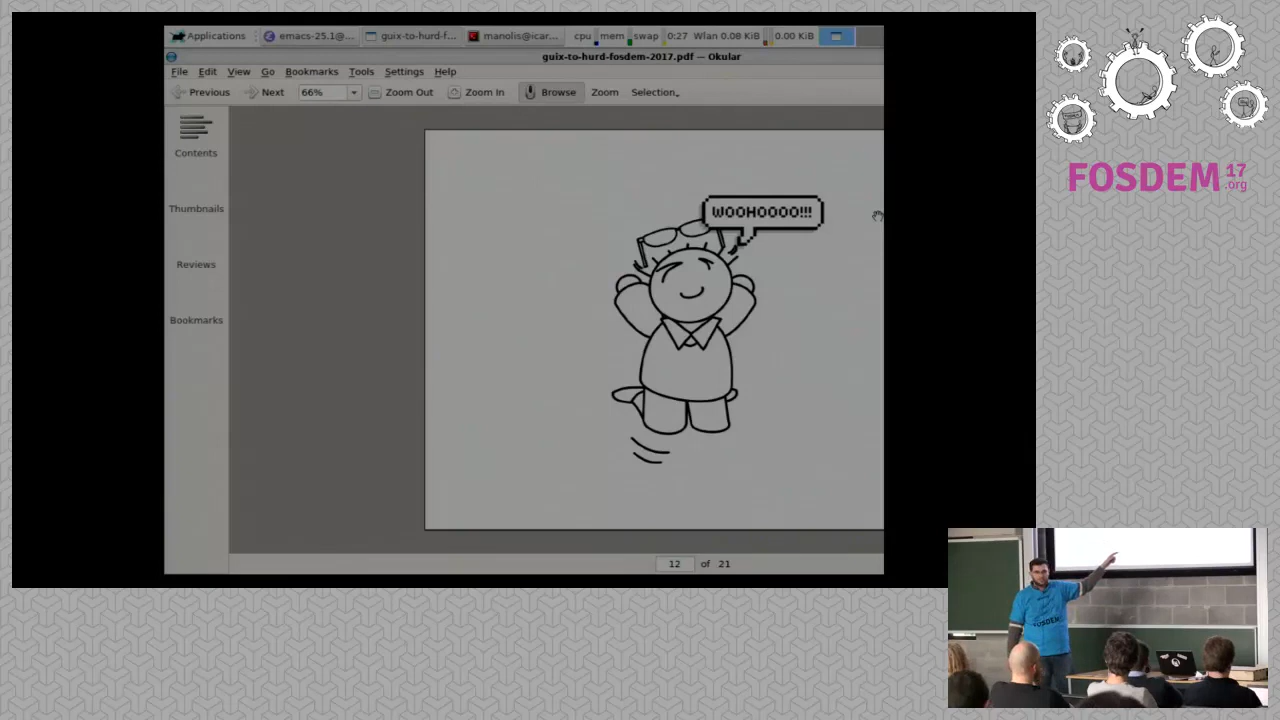 Applications emacs-25.1@... guix-to-hurd-f... manolis@icar... cpu mem swap 0:27 Wlan 0.08 KiB 0.00 KiB
guix-to-hurd-fosdem-2017.pdf — Okular
File Edit View Go Bookmarks Tools Settings Help
Previous Next 66% Zoom Out Zoom In Browse Zoom Selection
Contents
Thumbnails
Reviews
Bookmarks
WOOHOOOO!!!
12 of 21
FOSDEM 17 .org
FOSDEM